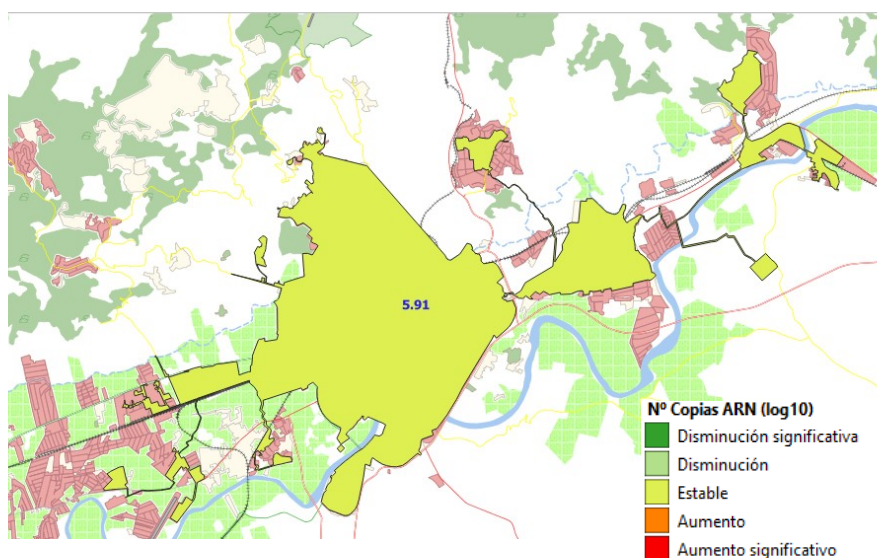 5.91
Nº Copias ARN (log10)
Disminución significativa
Disminución
Estable
Aumento
Aumento significativo